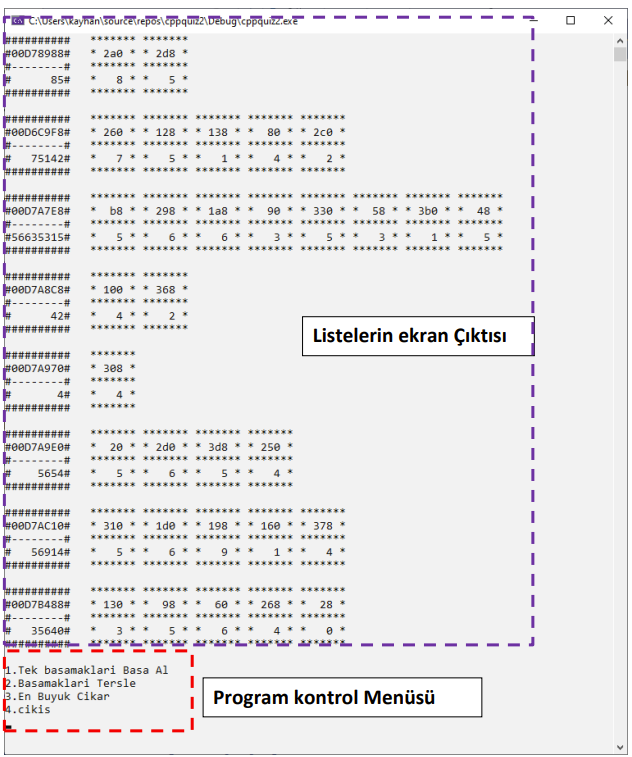 C:\Users\kayhan\source\repos\cppquiz2\Debug\cppquiz2.exe
########## ******* *******
#00D78988# * 2a0 * * 2d8 *
#--------# ******* *******
# 85# * 8 * * 5 *
########## ******* *******
########## ******* ******* ******* ******* *******
#00D6C9F8# * 260 * * 128 * * 138 * * 80 * * 2c0 *
#--------# ******* ******* ******* ******* *******
# 75142# * 7 * * 5 * * 1 * * 4 * * 2 *
########## ******* ******* ******* ******* *******
########## ******* ******* ******* ******* ******* ******* ******* *******
#00D7A7E8# * b8 * * 298 * * 1a8 * * 90 * * 330 * * 58 * * 3b0 * * 48 *
#--------# ******* ******* ******* ******* ******* ******* ******* *******
#56635315# * 5 * * 6 * * 6 * * 3 * * 5 * * 3 * * 1 * * 5 *
########## ******* ******* ******* ******* ******* ******* ******* *******
########## ******* *******
#00D7A8C8# * 100 * * 368 *
#--------# ******* *******
# 42# * 4 * * 2 *
########## ******* *******
Listelerin ekran Çıktısı
########## *******
#00D7A970# * 308 *
#--------# *******
# 4# * 4 *
########## *******
########## ******* ******* ******* *******
#00D7A9E0# * 20 * * 2d0 * * 3d8 * * 250 *
#--------# ******* ******* ******* *******
# 5654# * 5 * * 6 * * 5 * * 4 *
########## ******* ******* ******* *******
########## ******* ******* ******* ******* *******
#00D7AC10# * 310 * * 1d0 * * 198 * * 160 * * 378 *
#--------# ******* ******* ******* ******* *******
# 56914# * 5 * * 6 * * 9 * * 1 * * 4 *
########## ******* ******* ******* ******* *******
########## ******* ******* ******* ******* *******
#00D7B488# * 130 * * 98 * * 60 * * 268 * * 28 *
#--------# ******* ******* ******* ******* *******
# 35640# * 3 * * 5 * * 6 * * 4 * * 0 *
########## ******* ******* ******* ******* *******
1.Tek basamaklari Basa Al
2.Basamaklari Tersle
3.En Buyuk Cikar
4.cikis
Program kontrol Menüsü